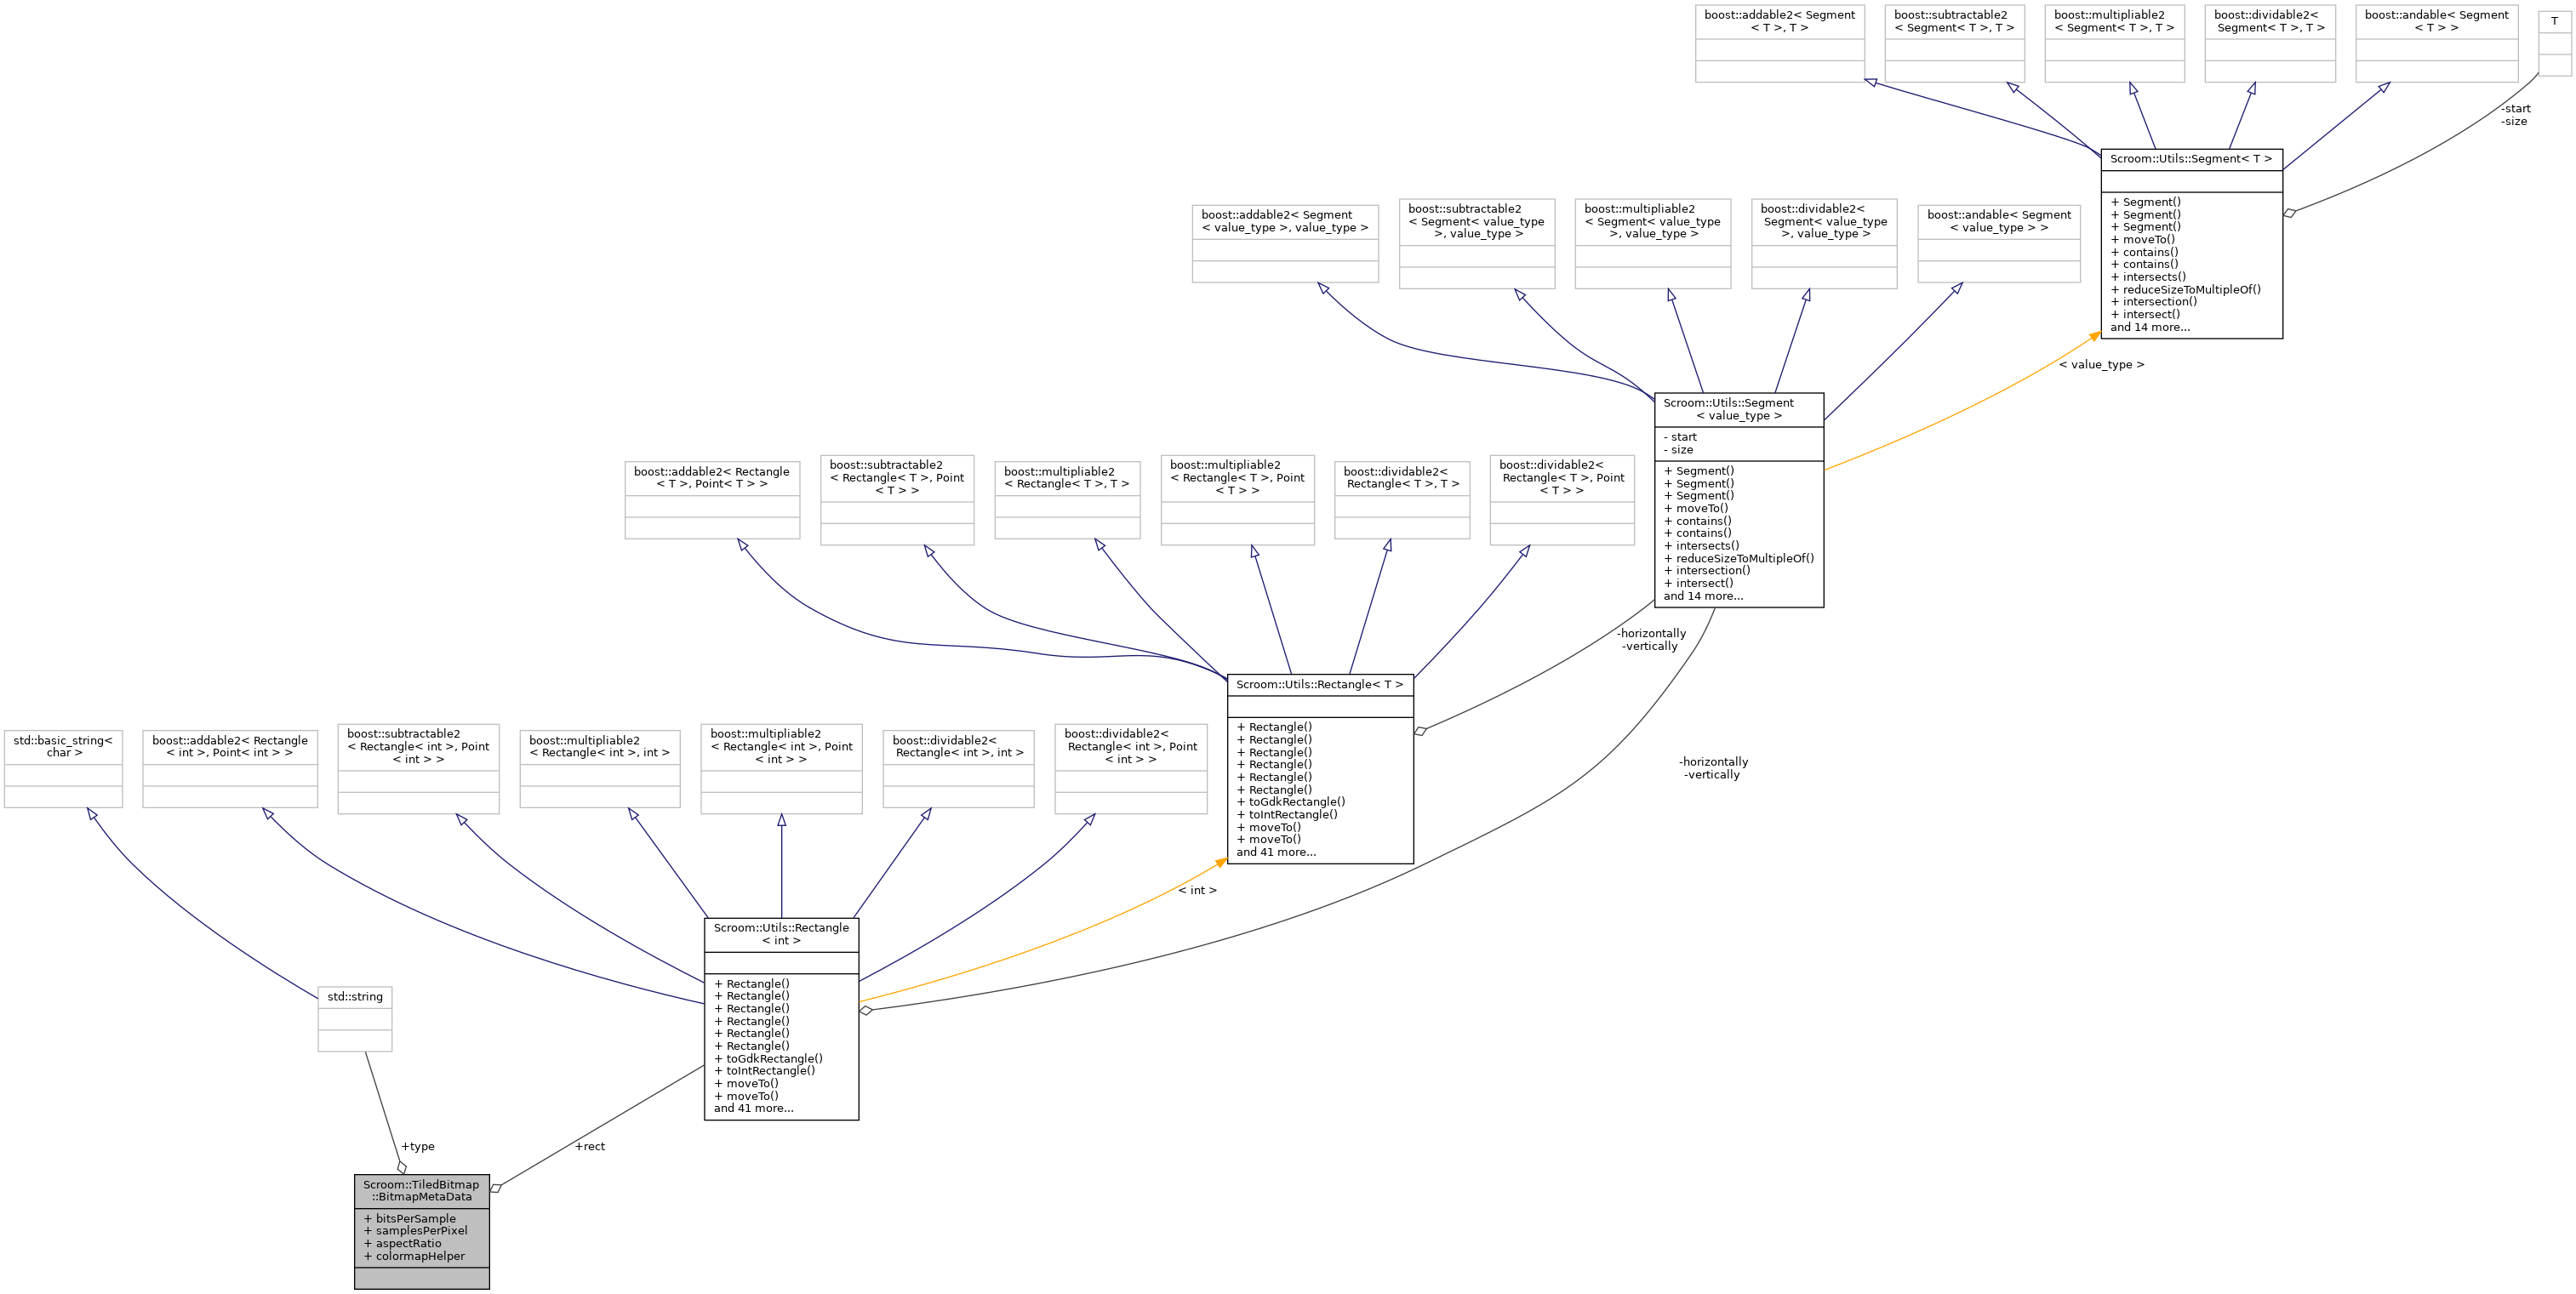 boost::addable2< Segment
< T >, T >
boost::subtractable2
< Segment< T >, T >
boost::multipliable2
< Segment< T >, T >
boost::dividable2<
Segment< T >, T >
boost::andable< Segment
< T > >
T
-start
-size
Scroom::Utils::Segment< T >
+ Segment()
+ Segment()
+ Segment()
+ moveTo()
+ contains()
+ contains()
+ intersects()
+ reduceSizeToMultipleOf()
+ intersection()
+ intersect()
and 14 more...
< value_type >
boost::addable2< Segment
< value_type >, value_type >
boost::subtractable2
< Segment< value_type
>, value_type >
boost::multipliable2
< Segment< value_type
>, value_type >
boost::dividable2<
Segment< value_type
>, value_type >
boost::andable< Segment
< value_type > >
Scroom::Utils::Segment
< value_type >
- start
- size
+ Segment()
+ Segment()
+ Segment()
+ moveTo()
+ contains()
+ contains()
+ intersects()
+ reduceSizeToMultipleOf()
+ intersection()
+ intersect()
and 14 more...
-horizontally
-vertically
boost::addable2< Rectangle
< T >, Point< T > >
boost::subtractable2
< Rectangle< T >, Point
< T > >
boost::multipliable2
< Rectangle< T >, T >
boost::multipliable2
< Rectangle< T >, Point
< T > >
boost::dividable2<
Rectangle< T >, T >
boost::dividable2<
Rectangle< T >, Point
< T > >
Scroom::Utils::Rectangle< T >
+ Rectangle()
+ Rectangle()
+ Rectangle()
+ Rectangle()
+ Rectangle()
+ Rectangle()
+ toGdkRectangle()
+ toIntRectangle()
+ moveTo()
+ moveTo()
and 41 more...
-horizontally
-vertically
< int >
std::basic_string<
char >
boost::addable2< Rectangle
< int >, Point< int > >
boost::subtractable2
< Rectangle< int >, Point
< int > >
boost::multipliable2
< Rectangle< int >, int >
boost::multipliable2
< Rectangle< int >, Point
< int > >
boost::dividable2<
Rectangle< int >, int >
boost::dividable2<
Rectangle< int >, Point
< int > >
Scroom::Utils::Rectangle
< int >
+ Rectangle()
+ Rectangle()
+ Rectangle()
+ Rectangle()
+ Rectangle()
+ Rectangle()
+ toGdkRectangle()
+ toIntRectangle()
+ moveTo()
+ moveTo()
and 41 more...
std::string
+type
+rect
Scroom::TiledBitmap
::BitmapMetaData
+ bitsPerSample
+ samplesPerPixel
+ aspectRatio
+ colormapHelper